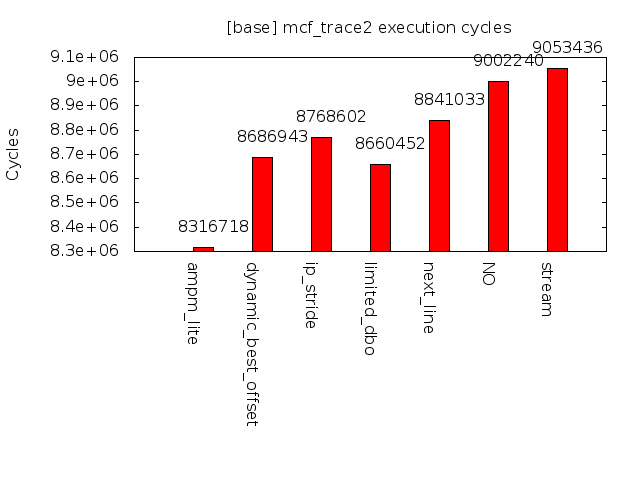 [base] mcf_trace2 execution cycles
Cycles
9.1e+06
9e+06
8.9e+06
8.8e+06
8.7e+06
8.6e+06
8.5e+06
8.4e+06
8.3e+06
8316718
8686943
8768602
8660452
8841033
9002240
9053436
ampm_lite
dynamic_best_offset
ip_stride
limited_dbo
next_line
NO
stream